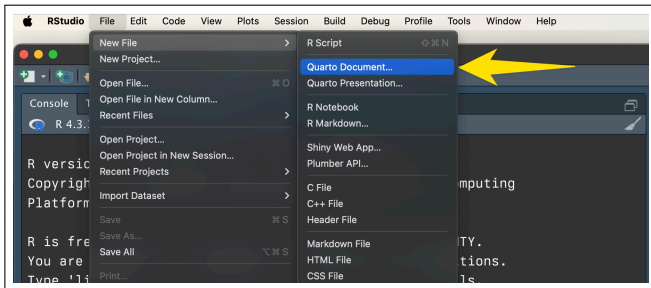 RStudio File Edit Code View Plots Session Build Debug Profile Tools Window Help
New File >
New Project...
Open File... ⌘ O
Open File in New Column...
Recent Files >
Open Project...
Open Project in New Session...
Recent Projects >
Import Dataset >
Save ⌘ S
Save As...
Save All ⌥⌘ S
Print...
R Script ⇧⌘ N
Quarto Document...
Quarto Presentation...
R Notebook
R Markdown...
Shiny Web App...
Plumber API...
C File
C++ File
Header File
Markdown File
HTML File
CSS File
Console T
R 4.3.
R versio
Copyrigh mputing
Platform
R is fre TY.
You are tions.
Type 'li ls.